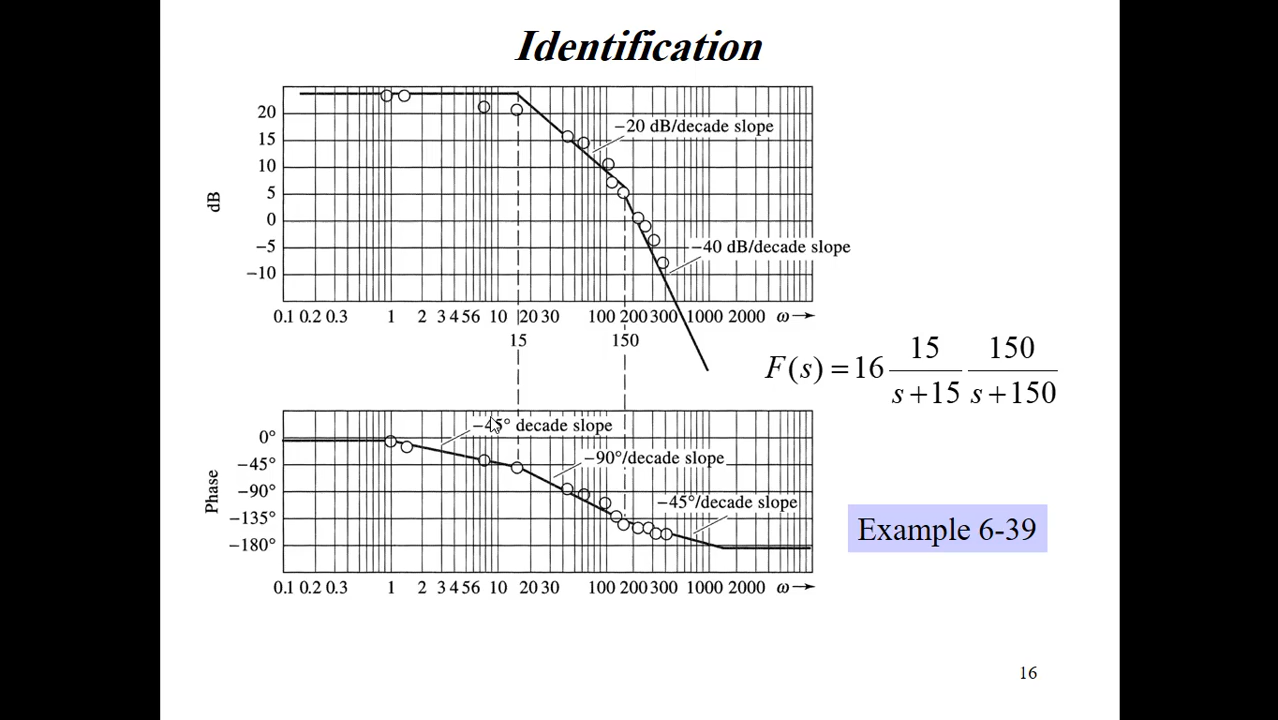 Identification
20
15
10
5
0
−5
−10
dB
−20 dB/decade slope
−40 dB/decade slope
0.1 0.2 0.3 1 2 3 4 5 6 10 20 30 100 200 300 1000 2000 ω
15 150
F(s) = 16 15/(s+15) 150/(s+150)
0°
−45°
−90°
−135°
−180°
Phase
−45° decade slope
−90°/decade slope
−45°/decade slope
0.1 0.2 0.3 1 2 3 4 5 6 10 20 30 100 200 300 1000 2000 ω
Example 6-39
16